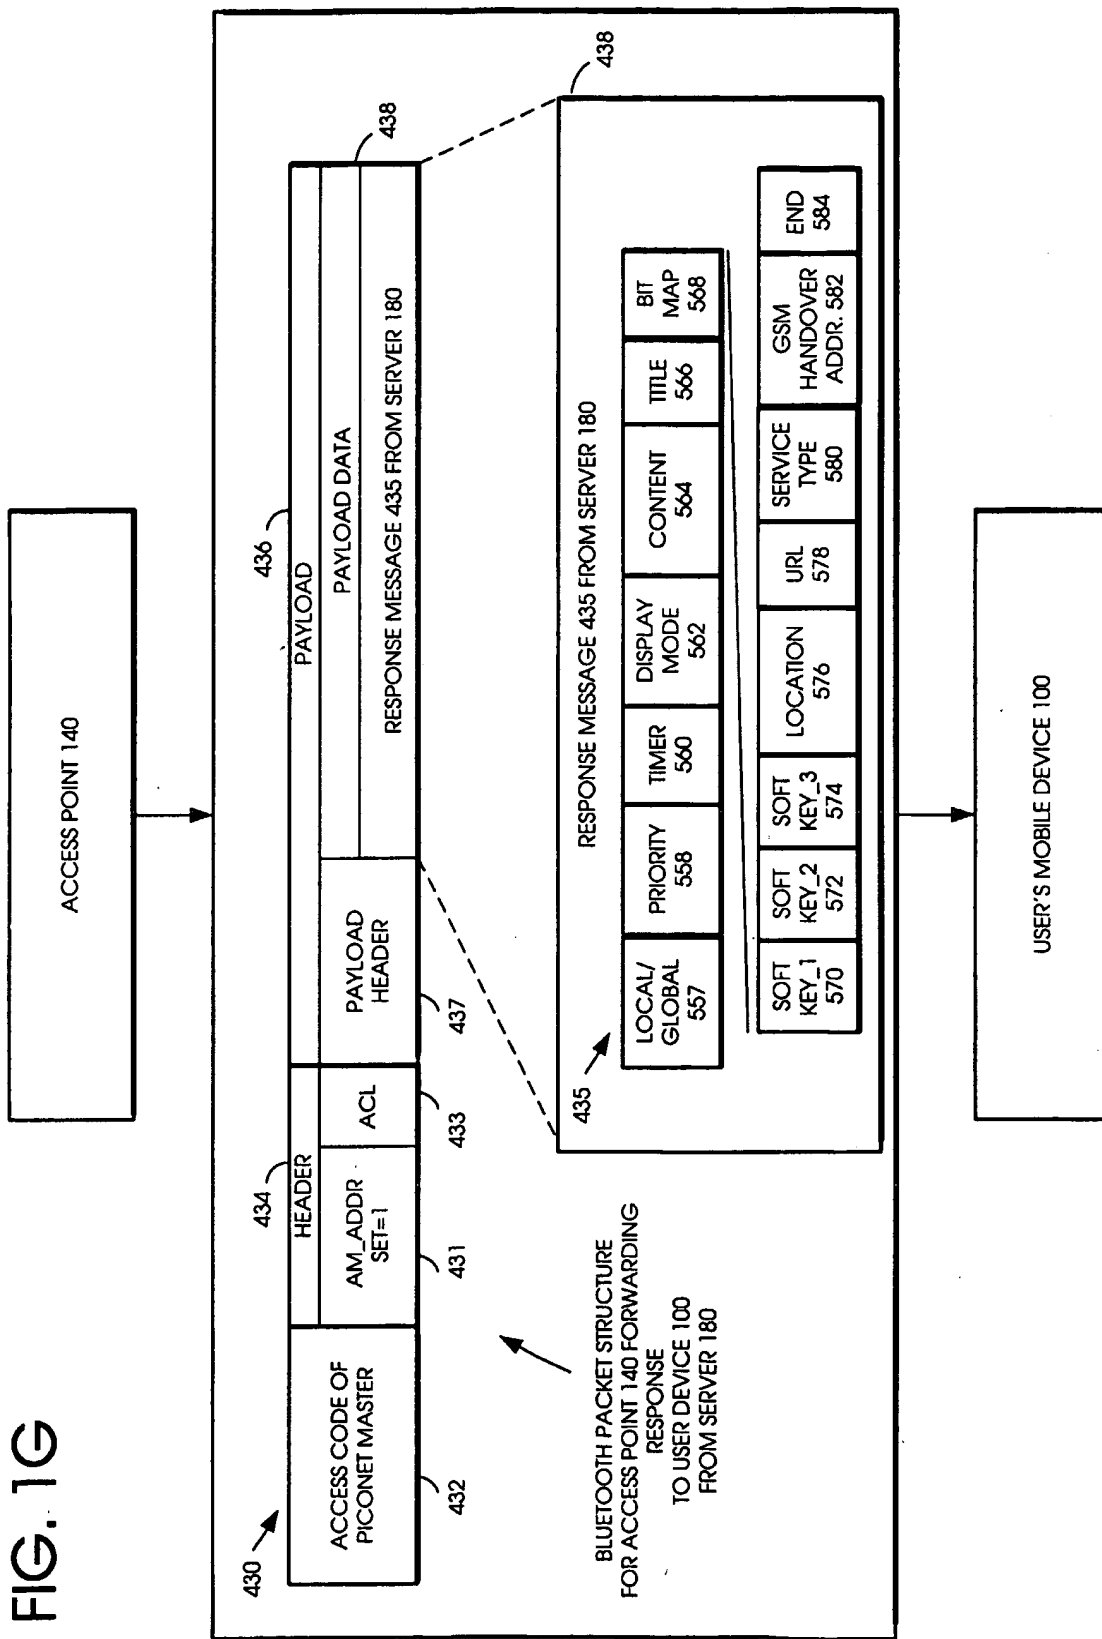 FIG. 1G
ACCESS POINT 140
430
434
436
438
ACCESS CODE OF
PICONET MASTER
432
HEADER
AM_ADDR
SET=1
431
ACL
433
PAYLOAD
PAYLOAD
HEADER
437
PAYLOAD DATA
RESPONSE MESSAGE 435 FROM SERVER 180
438
BLUETOOTH PACKET STRUCTURE
FOR ACCESS POINT 140 FORWARDING
RESPONSE
TO USER DEVICE 100
FROM SERVER 180
RESPONSE MESSAGE 435 FROM SERVER 180
435
LOCAL/
GLOBAL
557
PRIORITY
558
TIMER
560
DISPLAY
MODE
562
CONTENT
564
TITLE
566
BIT
MAP
568
SOFT
KEY_1
570
SOFT
KEY_2
572
SOFT
KEY_3
574
LOCATION
576
URL
578
SERVICE
TYPE
580
GSM
HANDOVER
ADDR. 582
END
584
USER'S MOBILE DEVICE 100